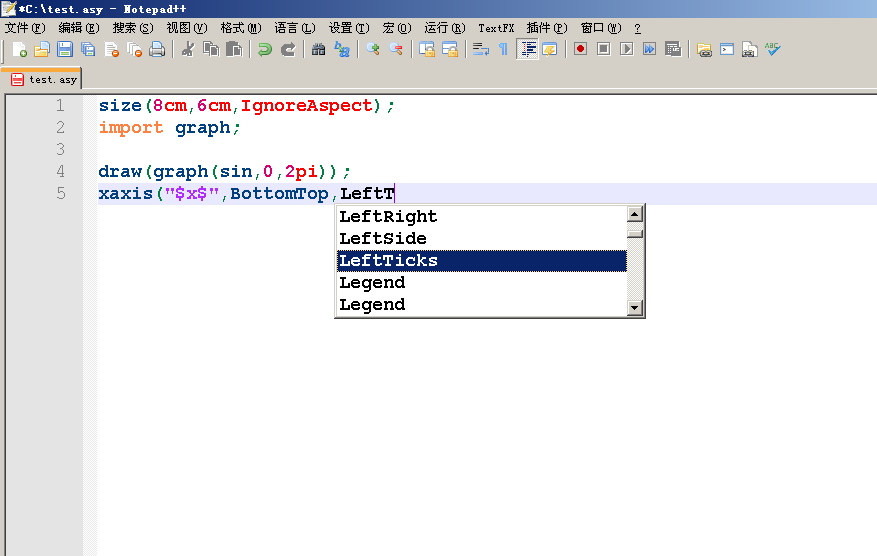 *C:\test.asy - Notepad++
文件(F) 编辑(E) 搜索(S) 视图(V) 格式(M) 语言(L) 设置(T) 宏(O) 运行(R) TextFX 插件(P) 窗口(W) ?
ABC
test.asy
1 size(8cm,6cm,IgnoreAspect);
2 import graph;
3
4 draw(graph(sin,0,2pi));
5 xaxis("$x$",BottomTop,LeftT
LeftRight
LeftSide
LeftTicks
Legend
Legend